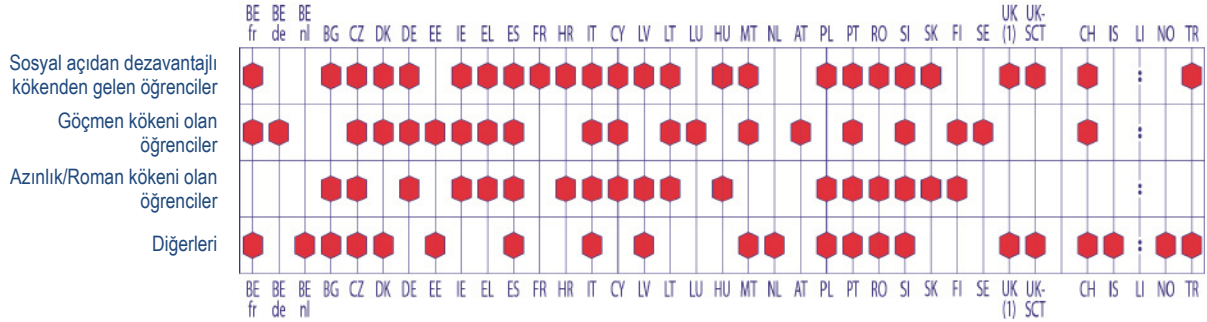 BE fr BE de BE nl BG CZ DK DE EE IE EL ES FR HR IT CY LV LT LU HU MT NL AT PL PT RO SI SK FI SE UK (1) UK-SCT CH IS LI NO TR
Sosyal açıdan dezavantajlı
kökenden gelen öğrenciler
:
Göçmen kökeni olan
öğrenciler
:
Azınlık/Roman kökeni olan
öğrenciler
:
Diğerleri
:
BE fr BE de BE nl BG CZ DK DE EE IE EL ES FR HR IT CY LV LT LU HU MT NL AT PL PT RO SI SK FI SE UK (1) UK-SCT CH IS LI NO TR